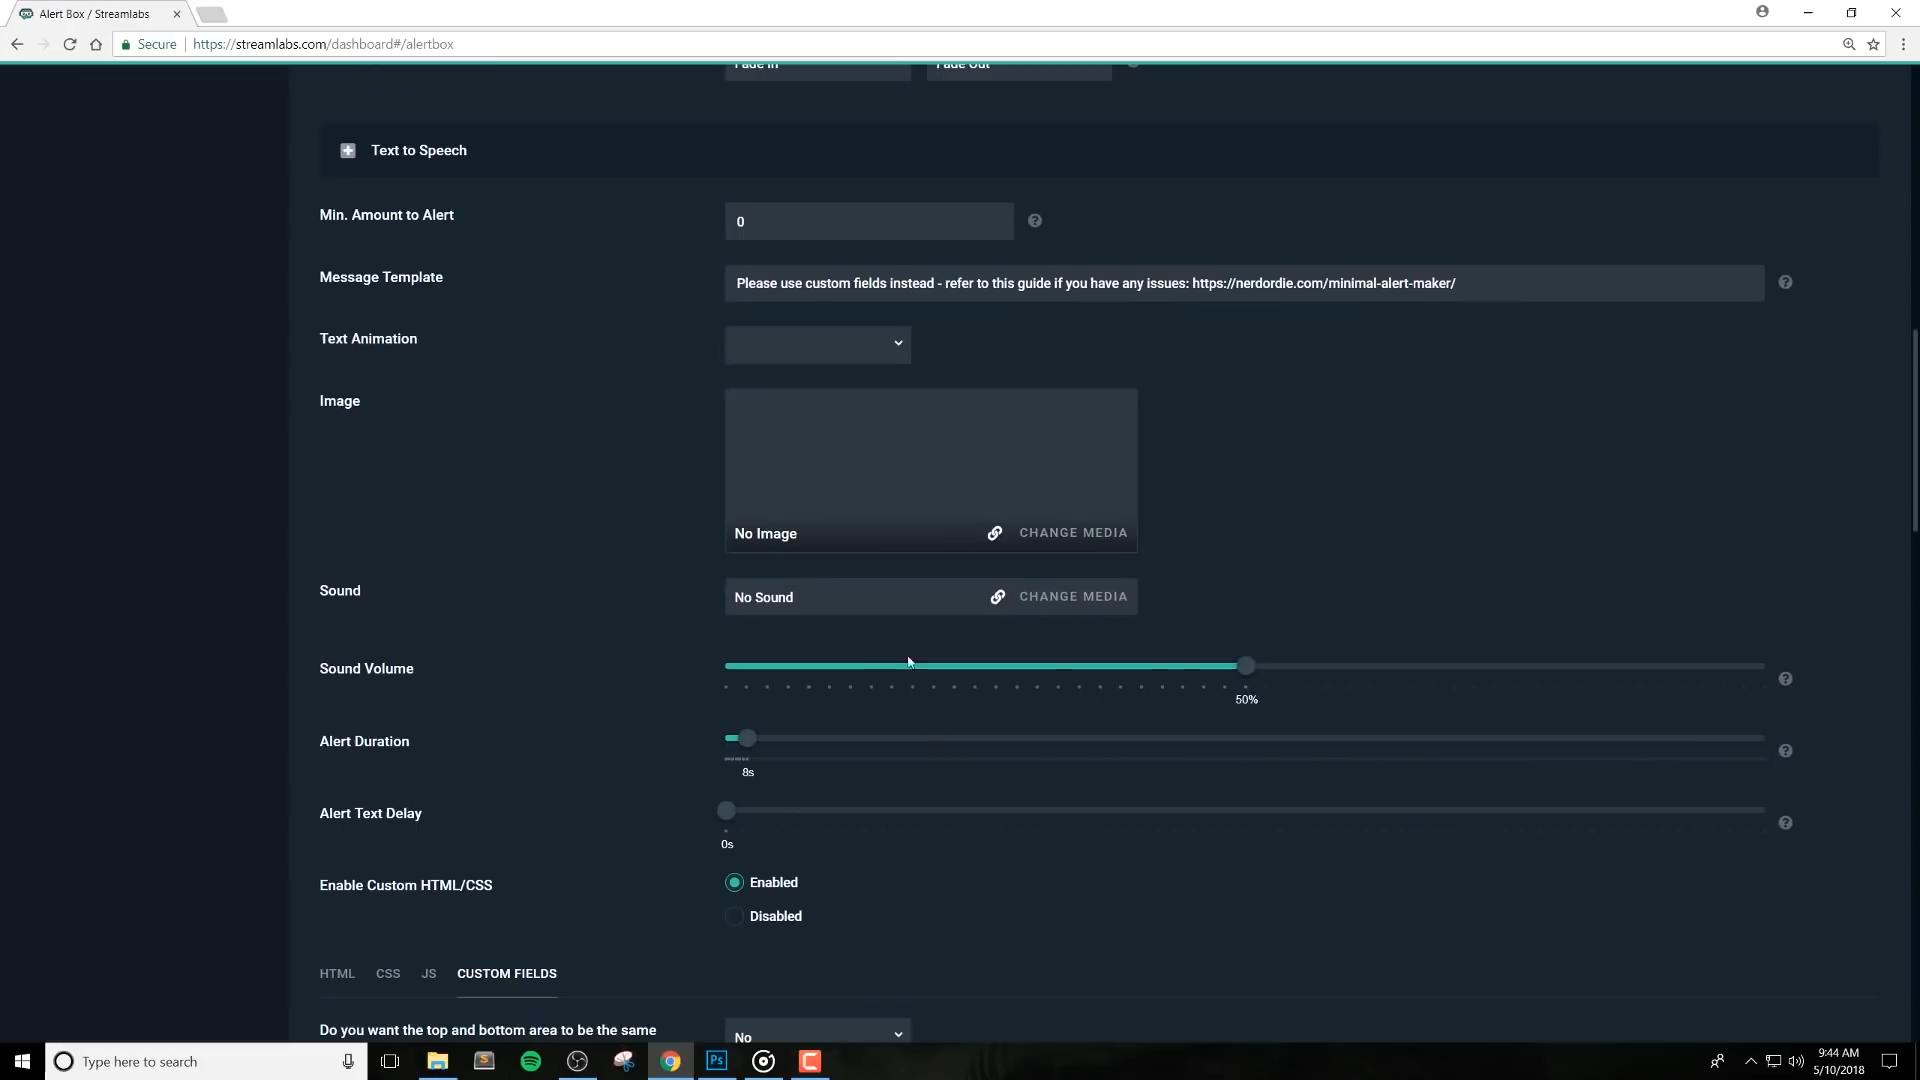 Alert Box / Streamlabs
Secure
https://streamlabs.com/dashboard#/alertbox
Fade In
Fade Out
Text to Speech
Min. Amount to Alert
0
Message Template
Please use custom fields instead - refer to this guide if you have any issues: https://nerdordie.com/minimal-alert-maker/
Text Animation
Image
No Image
CHANGE MEDIA
Sound
No Sound
CHANGE MEDIA
Sound Volume
50%
Alert Duration
8s
Alert Text Delay
0s
Enable Custom HTML/CSS
Enabled
Disabled
HTML CSS JS CUSTOM FIELDS
Do you want the top and bottom area to be the same
No
Type here to search
S
Ps
9:44 AM
5/10/2018